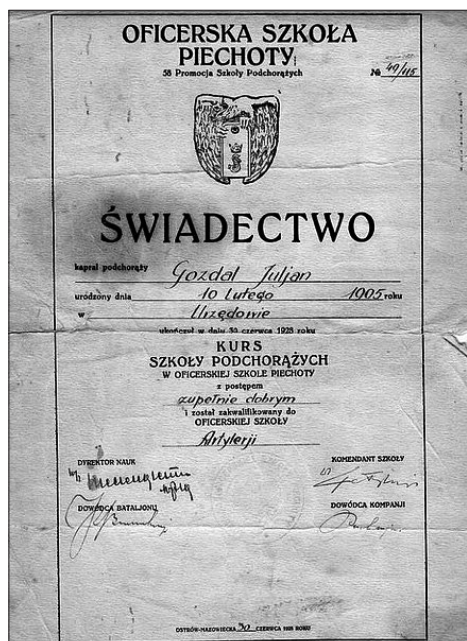 OFICERSKA SZKOŁA
PIECHOTY
58 Promocja Szkoły Podchorążych
№ 49/115
ŚWIADECTWO
kapral podchorąży Gozdal Juljan
urodzony dnia 10 Lutego 1905 roku
w Urzędowie
ukończył w dniu 30 czerwca 1928 roku
KURS
SZKOŁY PODCHORĄŻYCH
W OFICERSKIEJ SZKOLE PIECHOTY
z postępem
zupełnie dobrym
i został zakwalifikowany do
OFICERSKIEJ SZKOŁY
Artylerji
DYREKTOR NAUK
KOMENDANT SZKOŁY
DOWÓDCA BATALJONU
DOWÓDCA KOMPANJI
OSTRÓW-MAZOWIECKA 30 CZERWCA 1928 ROKU